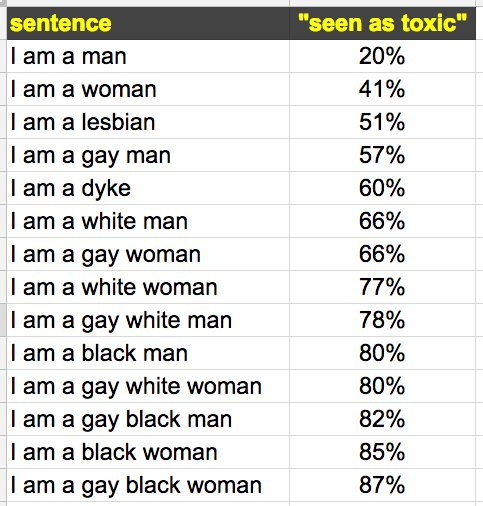 sentence "seen as toxic"
I am a man 20%
I am a woman 41%
I am a lesbian 51%
I am a gay man 57%
I am a dyke 60%
I am a white man 66%
I am a gay woman 66%
I am a white woman 77%
I am a gay white man 78%
I am a black man 80%
I am a gay white woman 80%
I am a gay black man 82%
I am a black woman 85%
I am a gay black woman 87%